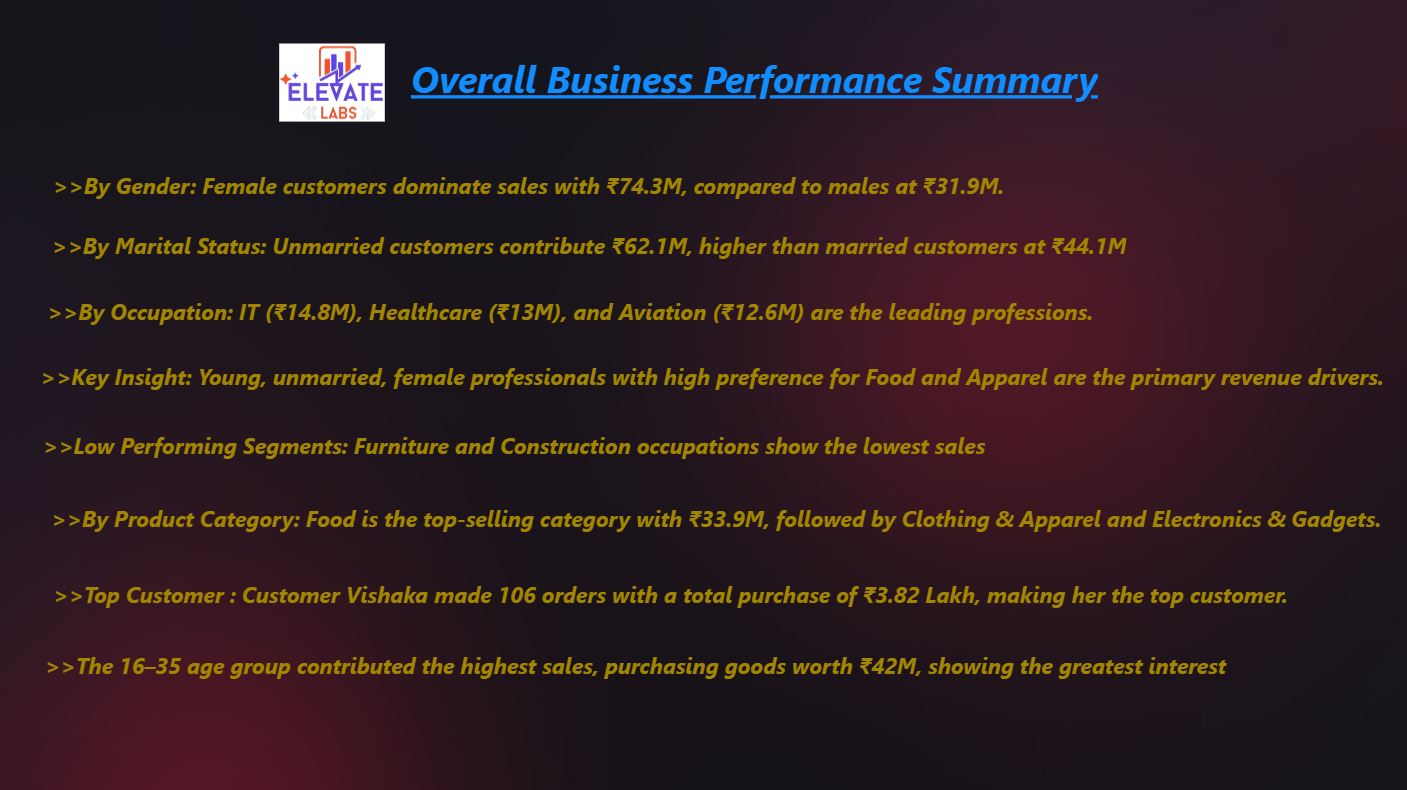 ELEVATE
LABS
Overall Business Performance Summary
>>By Gender: Female customers dominate sales with ₹74.3M, compared to males at ₹31.9M.
>>By Marital Status: Unmarried customers contribute ₹62.1M, higher than married customers at ₹44.1M
>>By Occupation: IT (₹14.8M), Healthcare (₹13M), and Aviation (₹12.6M) are the leading professions.
>>Key Insight: Young, unmarried, female professionals with high preference for Food and Apparel are the primary revenue drivers.
>>Low Performing Segments: Furniture and Construction occupations show the lowest sales
>>By Product Category: Food is the top-selling category with ₹33.9M, followed by Clothing & Apparel and Electronics & Gadgets.
>>Top Customer : Customer Vishaka made 106 orders with a total purchase of ₹3.82 Lakh, making her the top customer.
>>The 16–35 age group contributed the highest sales, purchasing goods worth ₹42M, showing the greatest interest